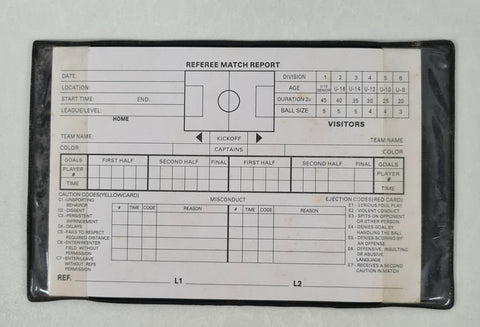 REFEREE MATCH REPORT
DATE:
LOCATION:
START TIME: END:
LEAGUE/LEVEL:
HOME
DIVISION 1 2 3 4 5 6
AGE U-19 SENIOR U-16 U-14 U-12 U-10 U-8
DURATION 2x 45 40 35 30 25 20
BALL SIZE 5 5 5 4 4 3
VISITORS
KICKOFF
TEAM NAME: :TEAM NAME
COLOR: CAPTAINS :COLOR
GOALS FIRST HALF SECOND HALF FINAL FIRST HALF SECOND HALF FINAL GOALS
PLAYER # PLAYER #
TIME TIME
CAUTION CODES(YELLOWCARD) MISCONDUCT EJECTION CODES(RED CARD)
# TIME CODE REASON # TIME CODE REASON
C1-UNSPORTING
BEHAVIOR
C2-DISSENT
C3-PERSISTENT
INFRINGEMENT
C4-DELAYS
C5-FAILS TO RESPECT
REQUIRED DISTANCE
C6-ENTER/REENTER
FIELD WITHOUT
PERMISSION
C7-ENTER/LEAVE
WITHOUT REFS
PERMISSION
E1-SERIOUS FOUL PLAY
E2-VIOLENT CONDUCT
E3-SPITS ON OPPONENT
OR OTHER PERSON
E4-DENIES GOAL BY
HANDLING THE BALL
E5-DENIES SCORING BY
AN OFFENSE
E6-OFFENSIVE, INSULTING
OR ABUSIVE
LANGUAGE
E7-RECEIVES A SECOND
CAUTION IN MATCH
REF. L1 L2